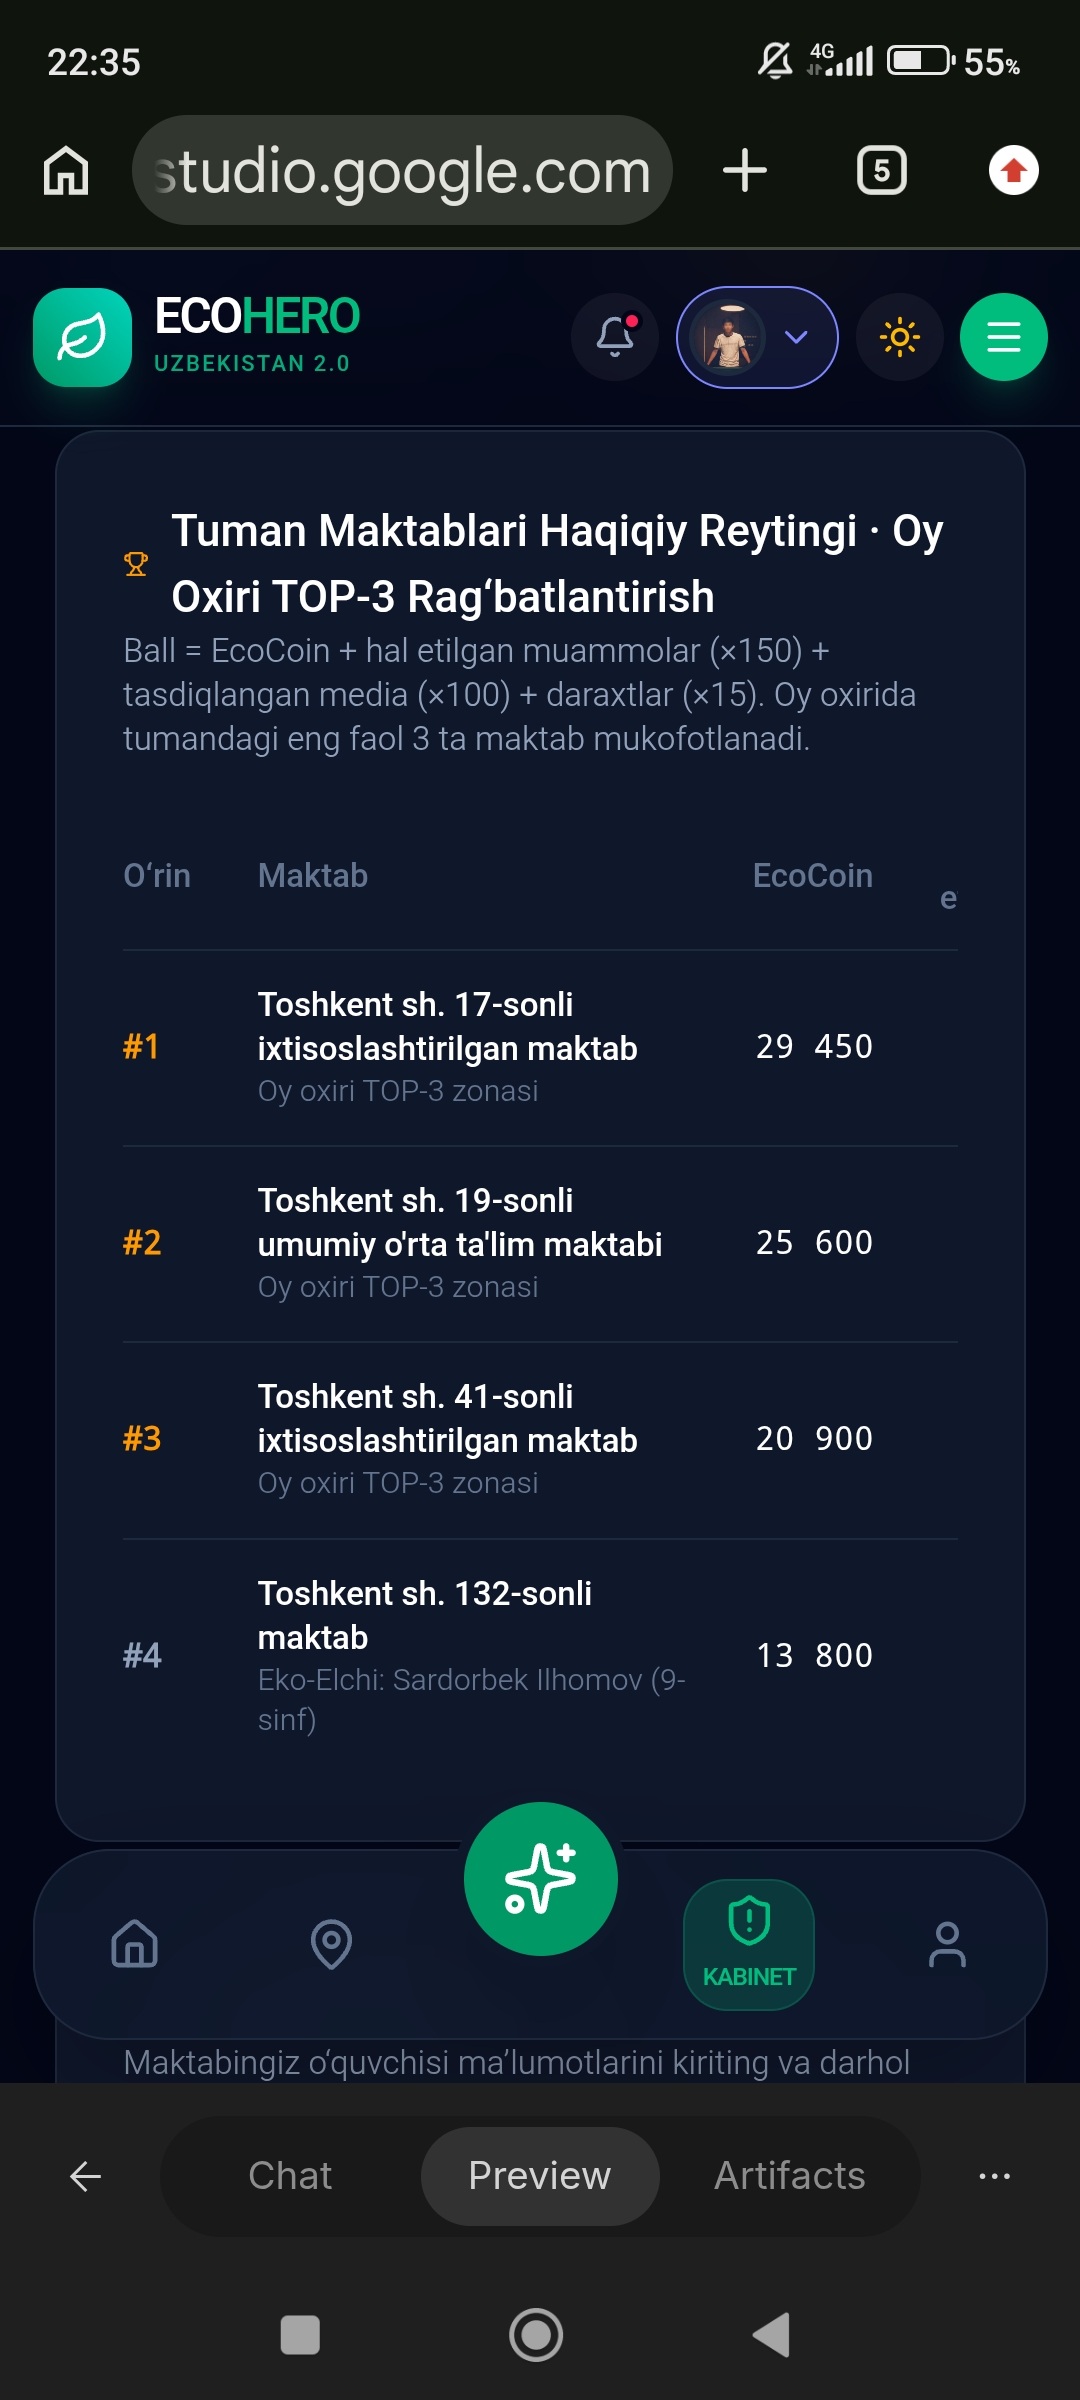 22:35
4G
55%
studio.google.com
5
ECOHERO
UZBEKISTAN 2.0
Tuman Maktablari Haqiqiy Reytingi · Oy
Oxiri TOP-3 Rag‘batlantirish
Ball = EcoCoin + hal etilgan muammolar (×150) +
tasdiqlangan media (×100) + daraxtlar (×15). Oy oxirida
tumandagi eng faol 3 ta maktab mukofotlanadi.
O‘rin Maktab EcoCoin
#1 Toshkent sh. 17-sonli
ixtisoslashtirilgan maktab 29 450
Oy oxiri TOP-3 zonasi
#2 Toshkent sh. 19-sonli
umumiy o'rta ta'lim maktabi 25 600
Oy oxiri TOP-3 zonasi
#3 Toshkent sh. 41-sonli
ixtisoslashtirilgan maktab 20 900
Oy oxiri TOP-3 zonasi
#4 Toshkent sh. 132-sonli
maktab 13 800
Eko-Elchi: Sardorbek Ilhomov (9-
sinf)
KABINET
Maktabingiz o‘quvchisi ma’lumotlarini kiriting va darhol
Chat Preview Artifacts